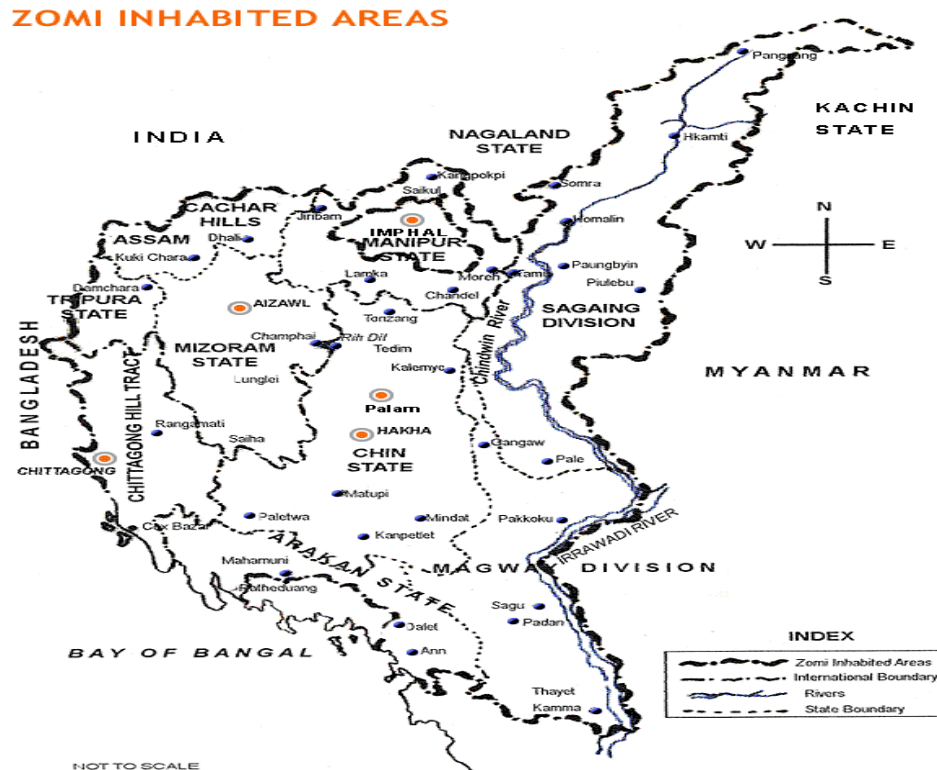 ZOMI INHABITED AREAS
Pangsang
KACHIN
STATE
INDIA
NAGALAND
STATE
Hkamti
Kangpokpi
Saikul
Somra
CACHAR
HILLS
Jiribam
IMPHAL
MANIPUR
STATE
Homalin
N
W
E
S
ASSAM
Dhali
Kuki Chara
Lamka
Moreh
Tamu
Paungbyin
Piulebu
Damchara
TRIPURA
STATE
AIZAWL
Chandel
Tonzang
Chindwin River
SAGAING
DIVISION
BANGLADESH
MIZORAM
STATE
Champhai
Rih Dil
Tedim
Kalemyc
MYANMAR
Lunglei
Palam
HAKHA
CHIN
STATE
CHITTAGONG HILL TRACT
Rangamati
Saiha
Gangaw
Pale
CHITTAGONG
Matupi
Paletwa
Mindat
Pakkoku
Cox Bazar
Kanpetlet
IRRAWADI RIVER
ARAKAN STATE
MAGWAY DIVISION
Mahamuni
Ratheduang
Sagu
Padan
Dalet
Ann
BAY OF BANGAL
Thayet
Kamma
INDEX
Zomi Inhabited Areas
International Boundary
Rivers
State Boundary
NOT TO SCALE